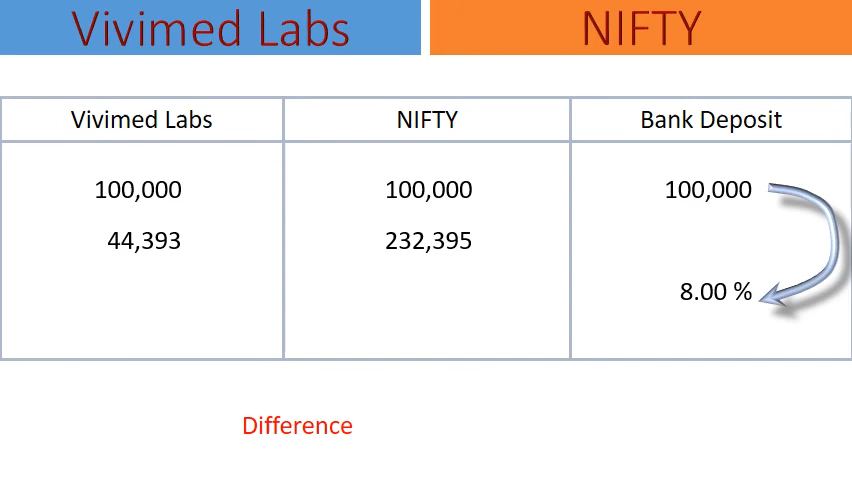 Vivimed Labs NIFTY
Vivimed Labs NIFTY Bank Deposit
100,000 100,000 100,000
44,393 232,395
8.00 %
Difference